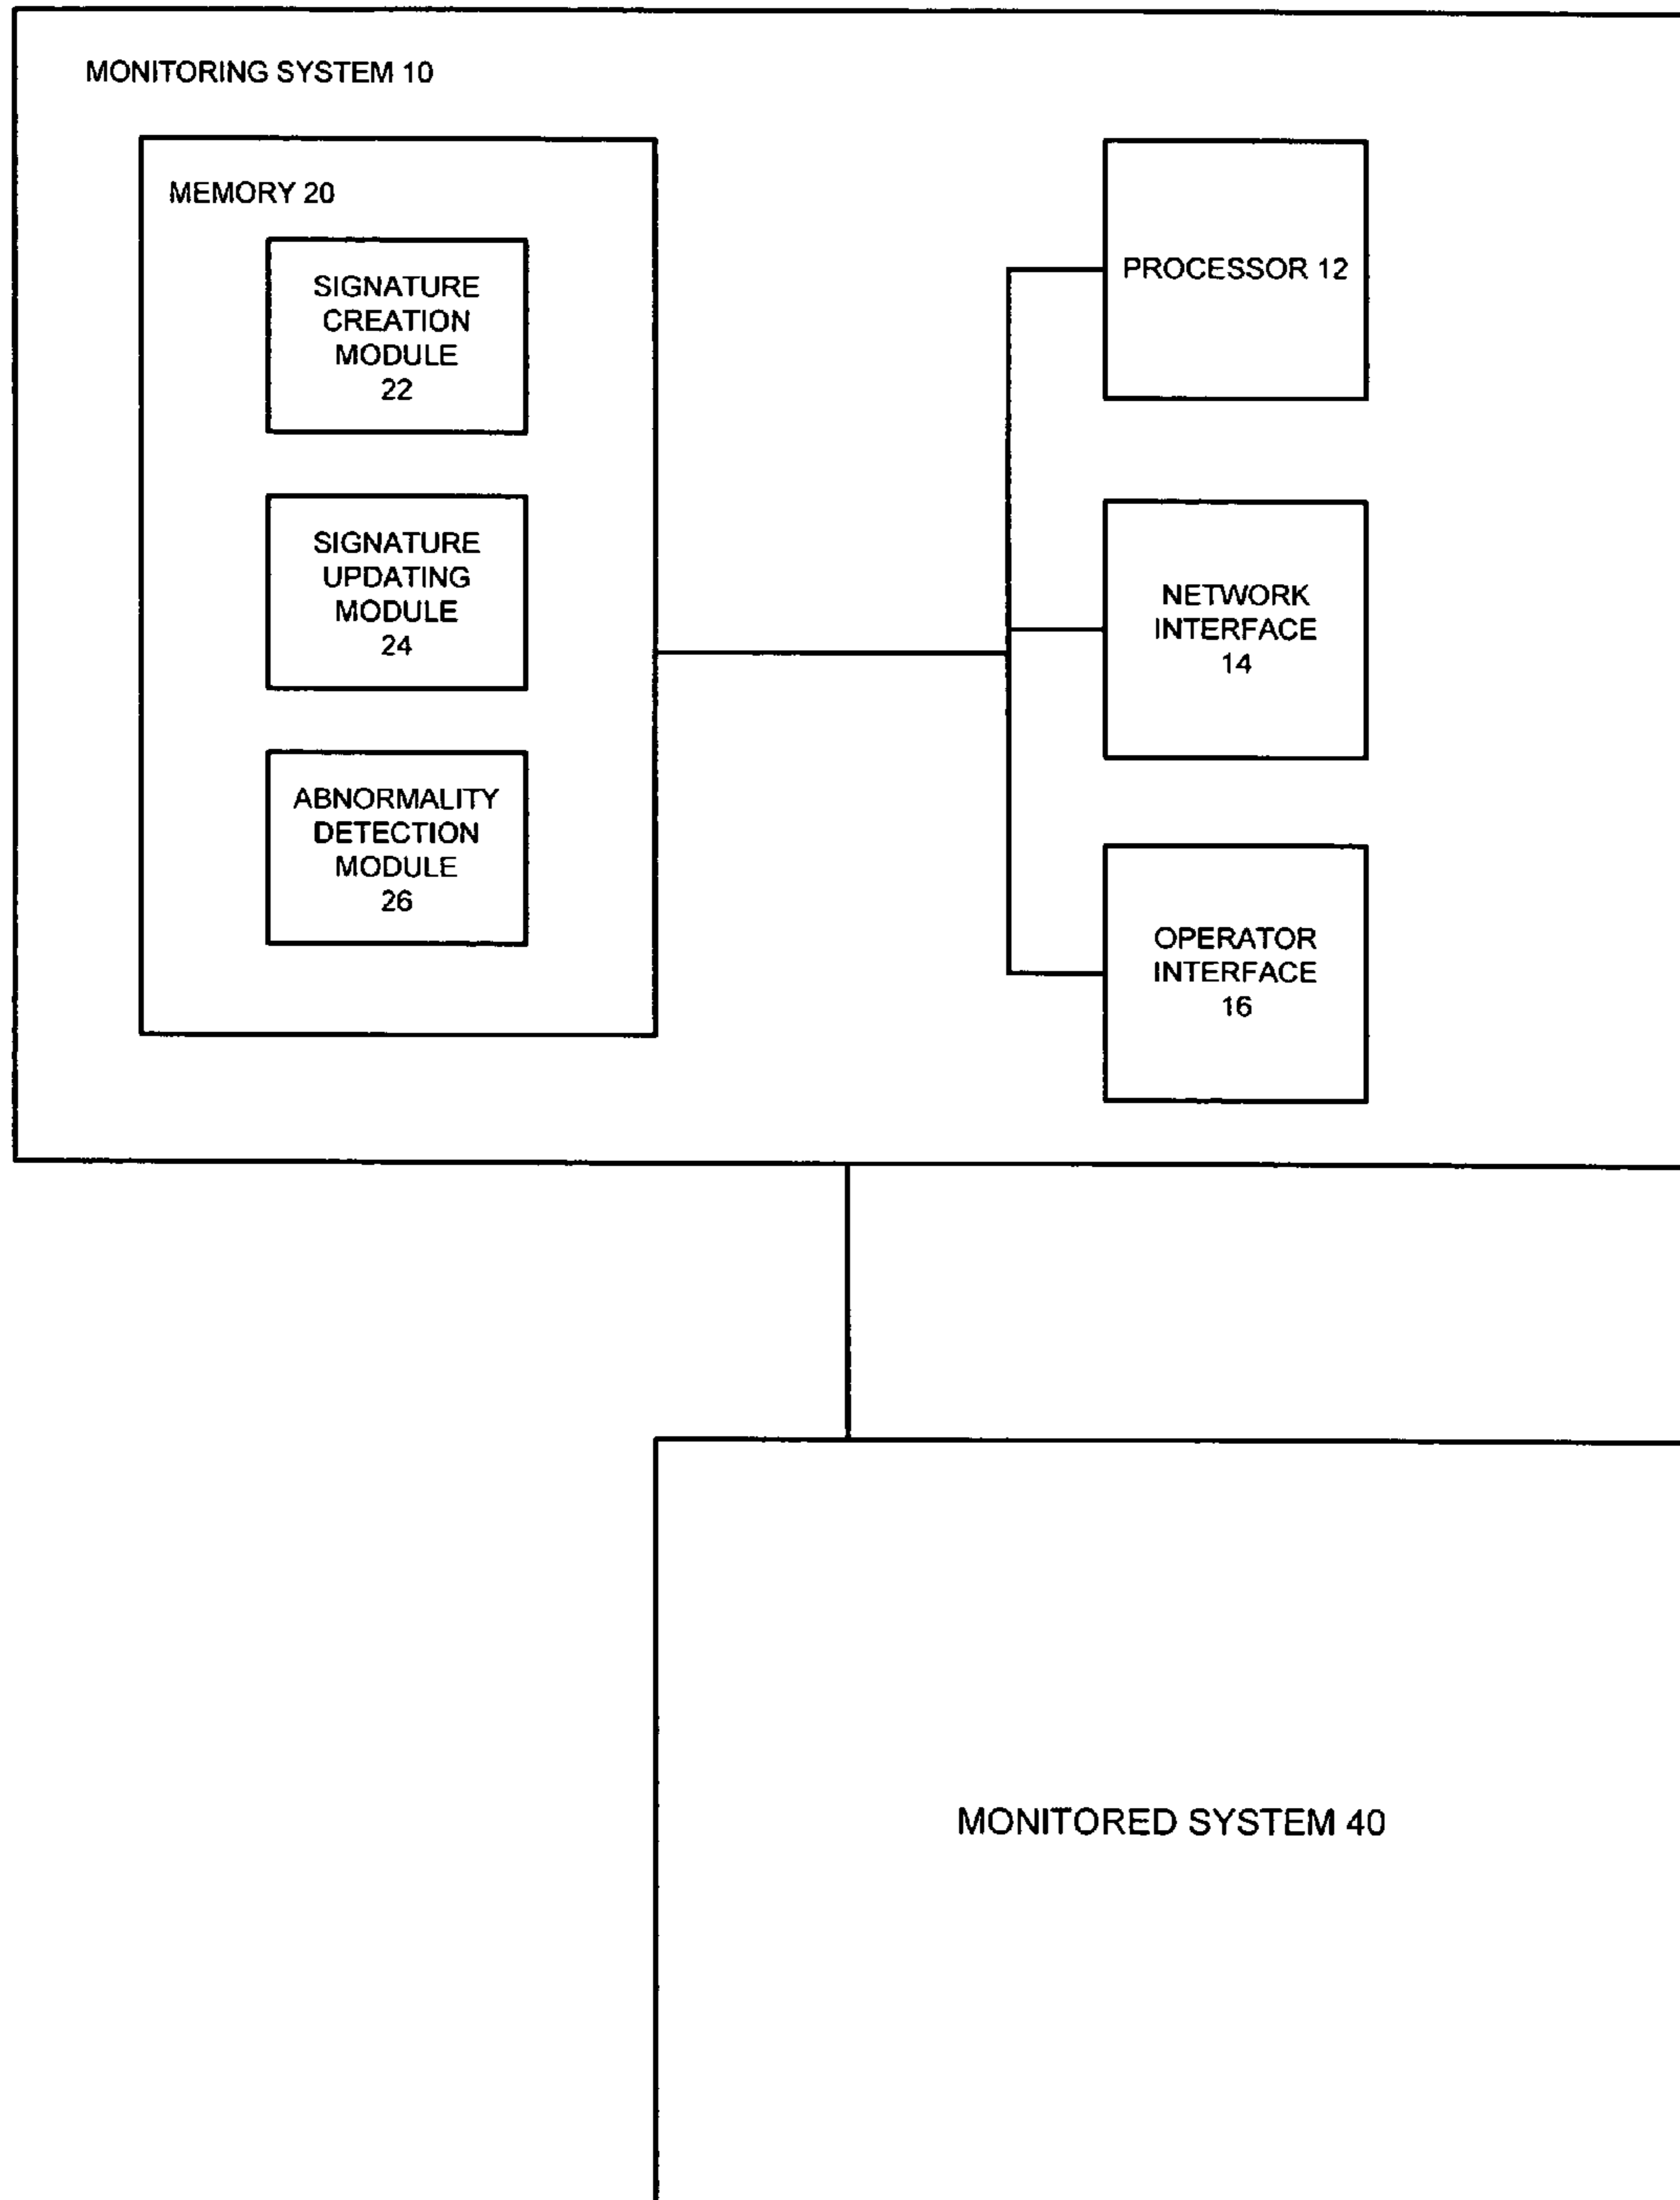 MONITORING SYSTEM 10
MEMORY 20
SIGNATURE
CREATION
MODULE
22
SIGNATURE
UPDATING
MODULE
24
ABNORMALITY
DETECTION
MODULE
26
PROCESSOR 12
NETWORK
INTERFACE
14
OPERATOR
INTERFACE
16
MONITORED SYSTEM 40